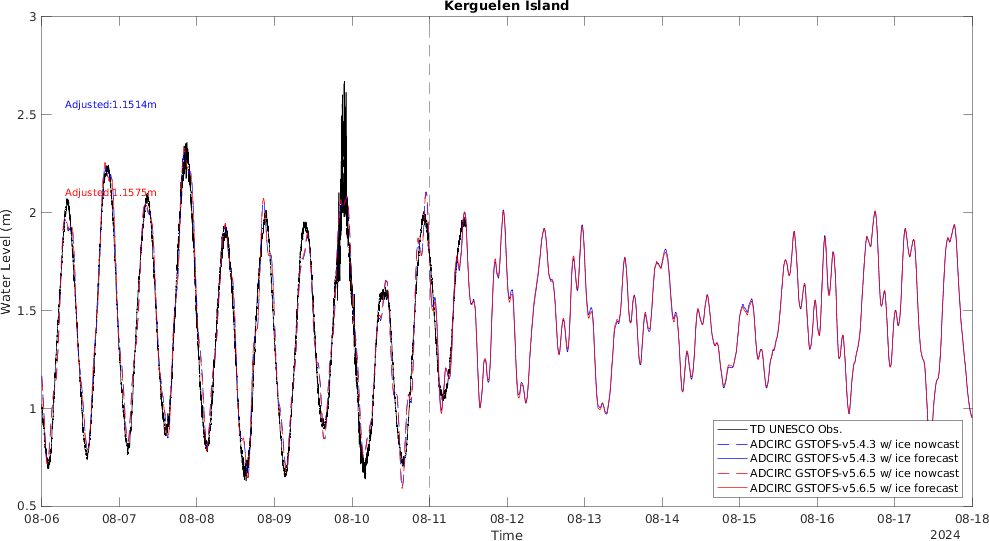 Kerguelen Island
3
2.5
2
1.5
1
0.5
Water Level (m)
Adjusted:1.1514m
Adjusted:1.1575m
TD UNESCO Obs.
ADCIRC GSTOFS-v5.4.3 w/ ice nowcast
ADCIRC GSTOFS-v5.4.3 w/ ice forecast
ADCIRC GSTOFS-v5.6.5 w/ ice nowcast
ADCIRC GSTOFS-v5.6.5 w/ ice forecast
08-06 08-07 08-08 08-09 08-10 08-11 08-12 08-13 08-14 08-15 08-16 08-17 08-18
Time
2024